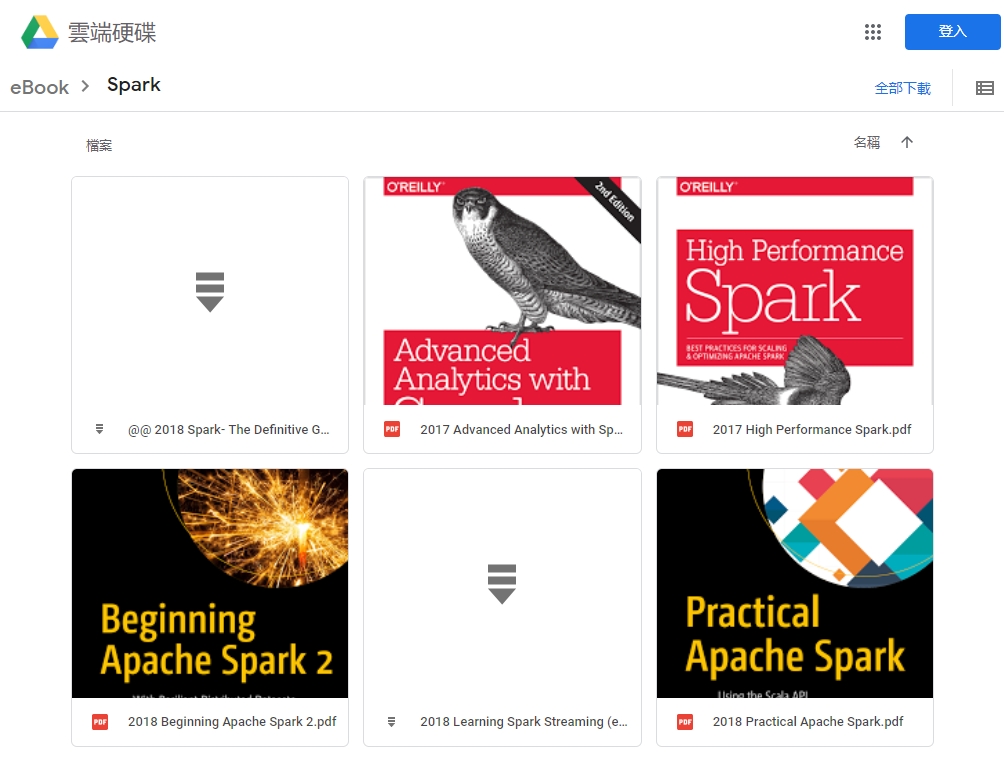 雲端硬碟
登入
eBook > Spark
全部下載
檔案
名稱
O'REILLY
2nd Edition
Advanced
Analytics with
O'REILLY
High Performance
Spark
BEST PRACTICES FOR SCALING
& OPTIMIZING APACHE SPARK
@@ 2018 Spark- The Definitive G...
PDF 2017 Advanced Analytics with Sp...
PDF 2017 High Performance Spark.pdf
Beginning
Apache Spark 2
With Resilient Distributed Datasets
Practical
Apache Spark
Using the Scala API
PDF 2018 Beginning Apache Spark 2.pdf
2018 Learning Spark Streaming (e...
PDF 2018 Practical Apache Spark.pdf